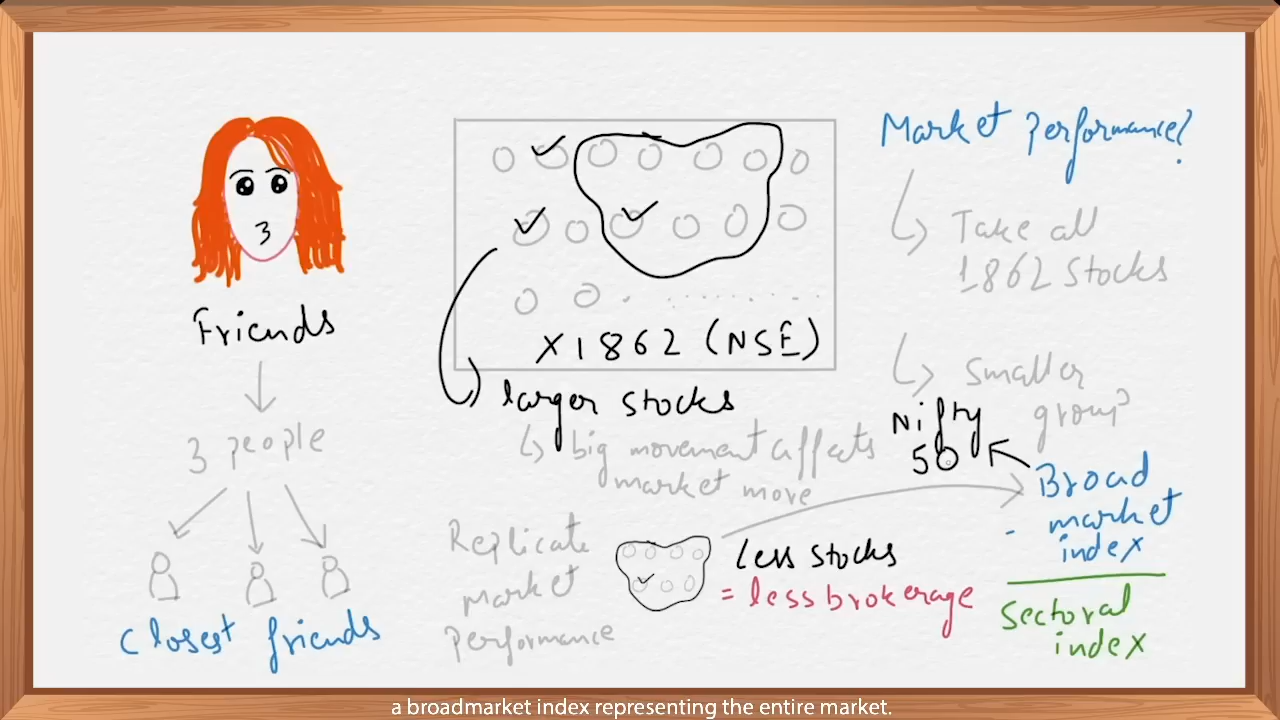 Friends
3 people
Closest friends
X1862 (NSE)
larger stocks
big movement affects
market move
Replicate
market
performance
less stocks
= less brokerage
Market performance?
Take all
1862 stocks
Smaller
group?
Nifty
50
Broad
market
index
Sectoral
index
a broadmarket index representing the entire market.